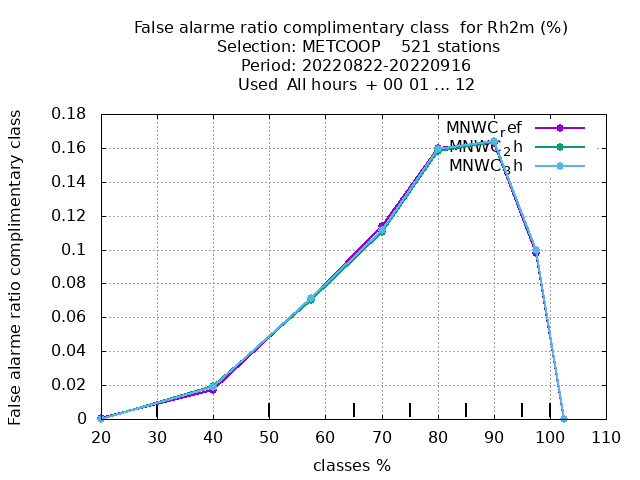 False alarme ratio complimentary class for Rh2m (%)
Selection: METCOOP 521 stations
Period: 20220822-20220916
Used All hours + 00 01 ... 12
False alarme ratio complimentary class
0.18
0.16
0.14
0.12
0.1
0.08
0.06
0.04
0.02
0
MNWC_ref
MNWC_2h
MNWC_3h
20 30 40 50 60 70 80 90 100 110
classes %